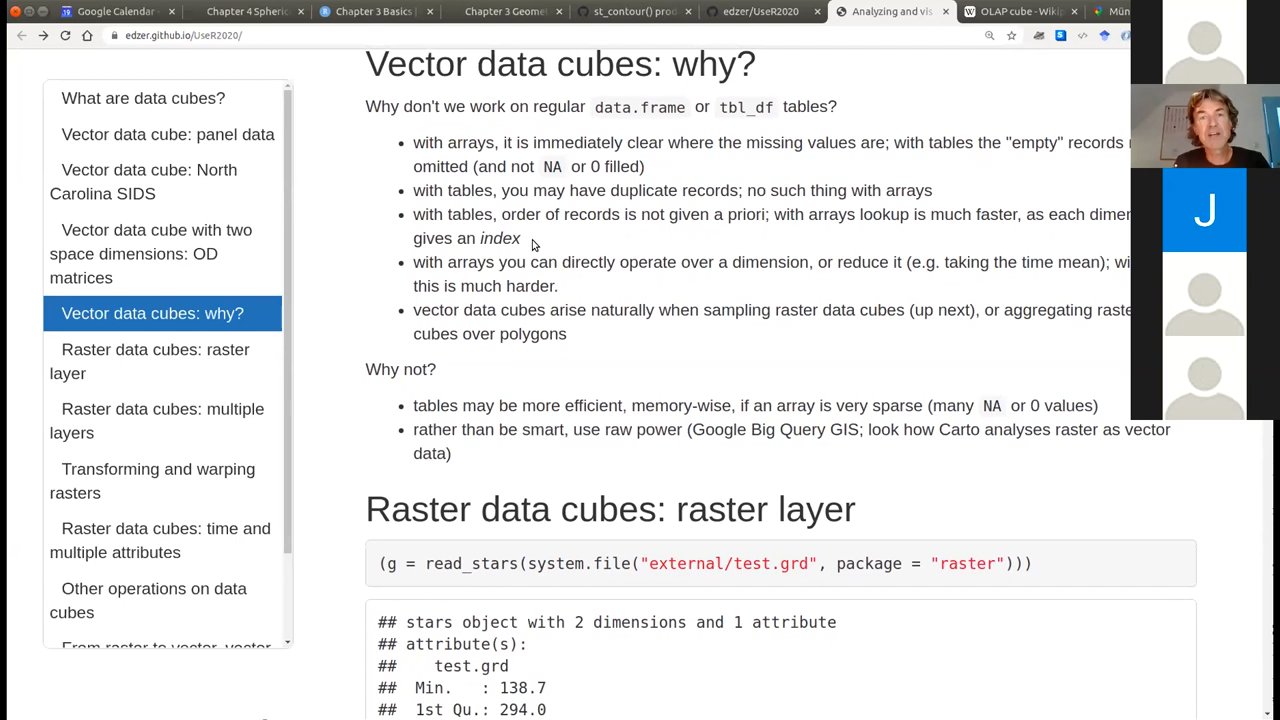 Google Calendar
Chapter 4 Spheric
Chapter 3 Basics |
Chapter 3 Geomet
st_contour() prod
edzer/UseR2020
Analyzing and vis
OLAP cube - Wikip
Mün
edzer.github.io/UseR2020/
What are data cubes?
Vector data cube: panel data
Vector data cube: North
Carolina SIDS
Vector data cube with two
space dimensions: OD
matrices
Vector data cubes: why?
Raster data cubes: raster
layer
Raster data cubes: multiple
layers
Transforming and warping
rasters
Raster data cubes: time and
multiple attributes
Other operations on data
cubes
From raster to vector, vector
Vector data cubes: why?
Why don't we work on regular data.frame or tbl_df tables?
with arrays, it is immediately clear where the missing values are; with tables the "empty" records
omitted (and not NA or 0 filled)
with tables, you may have duplicate records; no such thing with arrays
with tables, order of records is not given a priori; with arrays lookup is much faster, as each dimer
gives an index
with arrays you can directly operate over a dimension, or reduce it (e.g. taking the time mean); wi
this is much harder.
vector data cubes arise naturally when sampling raster data cubes (up next), or aggregating raste
cubes over polygons
Why not?
tables may be more efficient, memory-wise, if an array is very sparse (many NA or 0 values)
rather than be smart, use raw power (Google Big Query GIS; look how Carto analyses raster as vector
data)
Raster data cubes: raster layer
(g = read_stars(system.file("external/test.grd", package = "raster")))
## stars object with 2 dimensions and 1 attribute
## attribute(s):
## test.grd
## Min. : 138.7
## 1st Qu.: 294.0
J